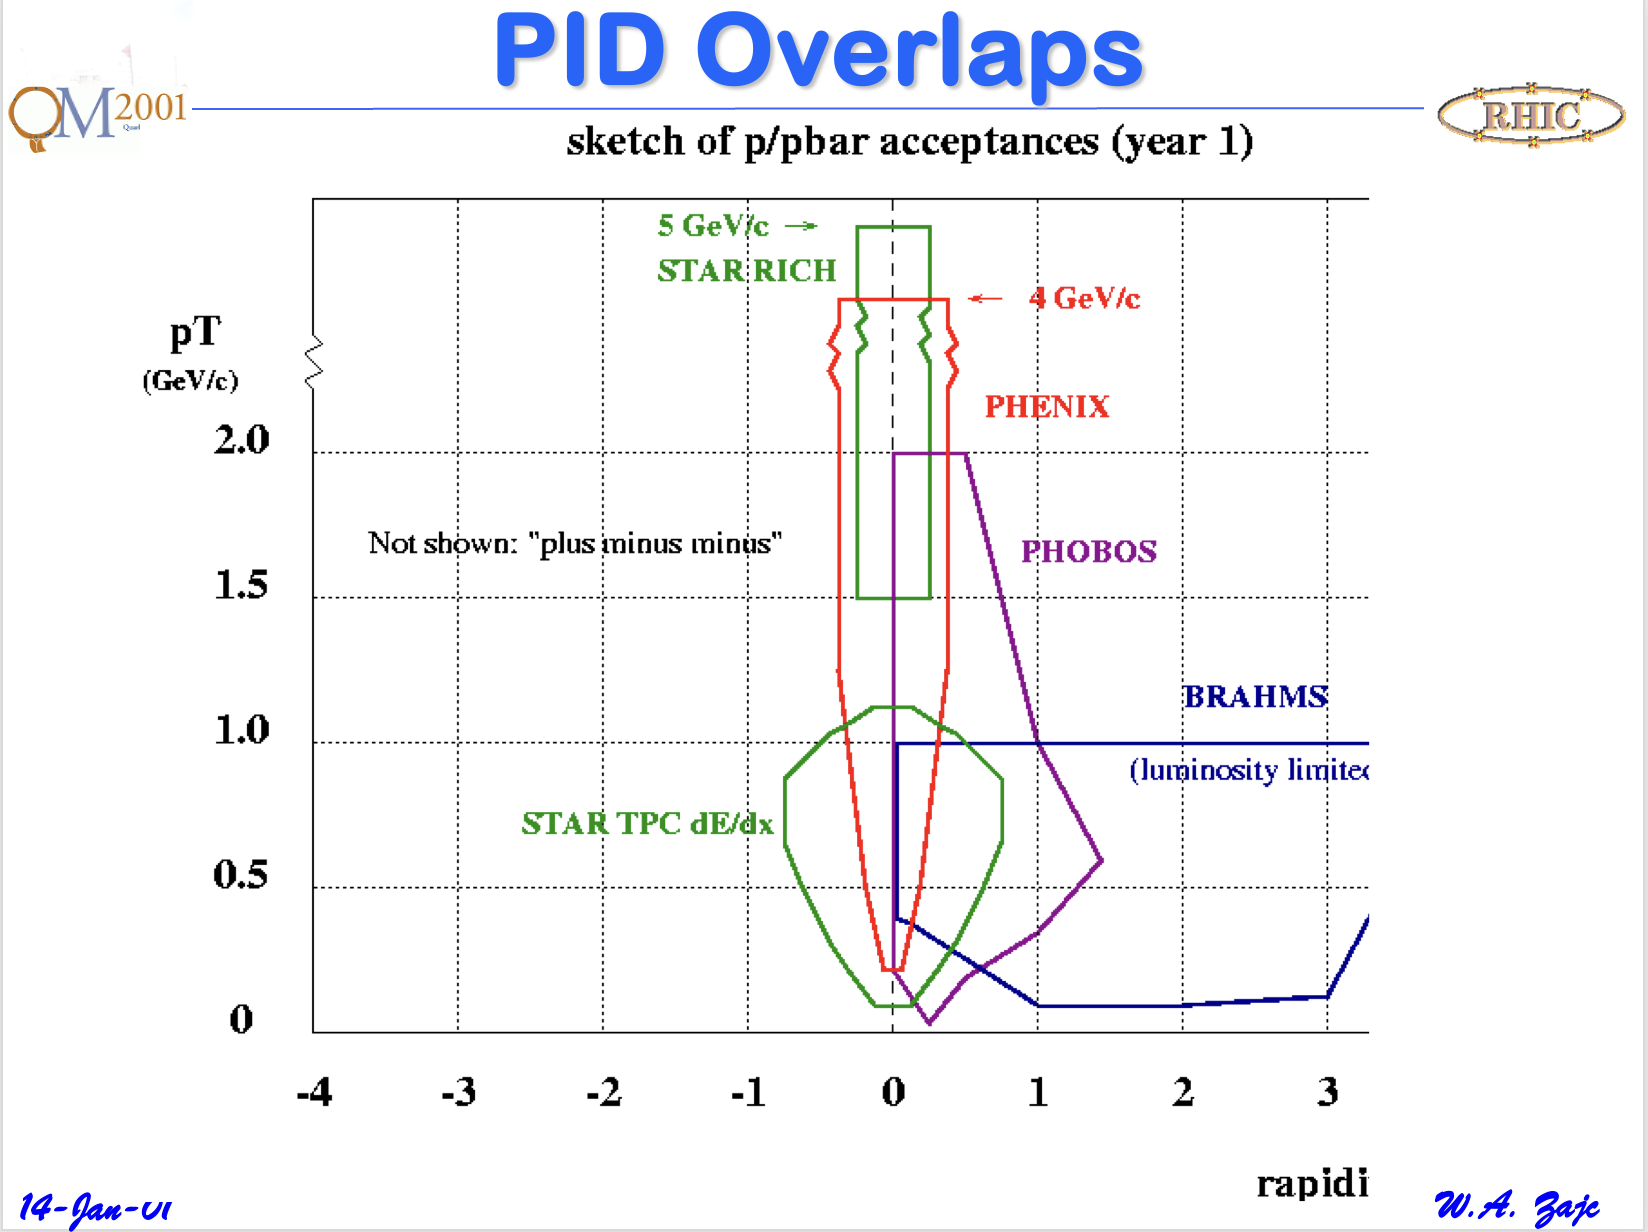 PID Overlaps
QM2001
RHIC
sketch of p/pbar acceptances (year 1)
5 GeV/c
STAR RICH
4 GeV/c
pT
(GeV/c)
PHENIX
2.0
Not shown: "plus minus minus"
PHOBOS
1.5
BRAHMS
1.0
(luminosity limited
STAR TPC dE/dx
0.5
0
-4 -3 -2 -1 0 1 2 3
rapidi
14-Jan-01
W.A. Zajc